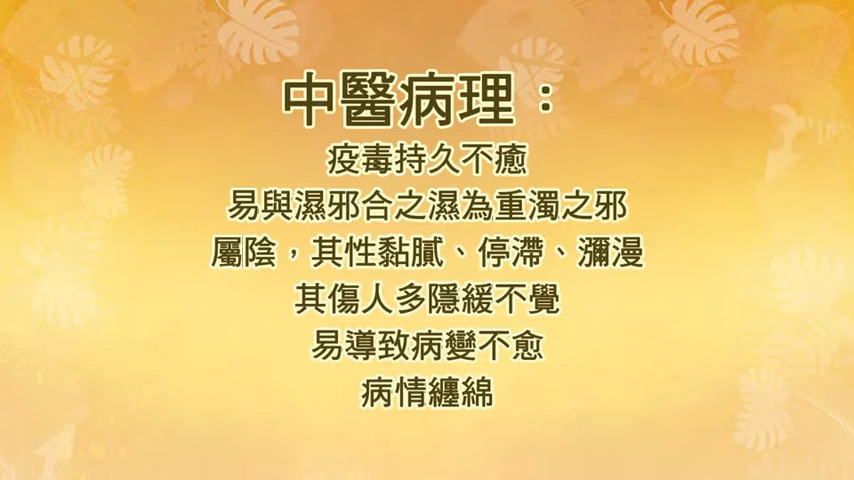 中醫病理：
疫毒持久不癒
易與濕邪合之濕為重濁之邪
屬陰，其性黏膩、停滯、瀰漫
其傷人多隱緩不覺
易導致病變不愈
病情纏綿